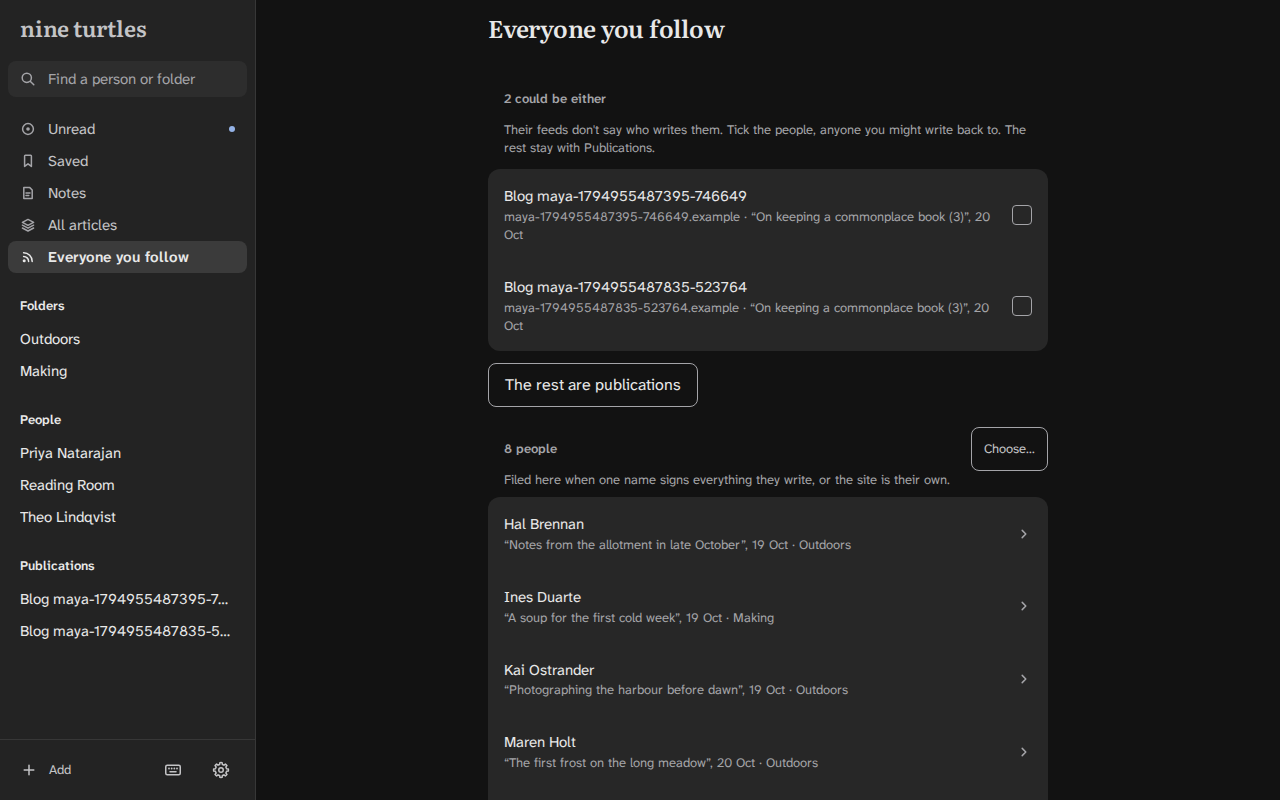 nine turtles
Find a person or folder
Unread
Saved
Notes
All articles
Everyone you follow
Folders
Outdoors
Making
People
Priya Natarajan
Reading Room
Theo Lindqvist
Publications
Blog maya-1794955487395-7…
Blog maya-1794955487835-5…
Add
Everyone you follow
2 could be either
Their feeds don't say who writes them. Tick the people, anyone you might write back to. The
rest stay with Publications.
Blog maya-1794955487395-746649
maya-1794955487395-746649.example · “On keeping a commonplace book (3)”, 20
Oct
Blog maya-1794955487835-523764
maya-1794955487835-523764.example · “On keeping a commonplace book (3)”, 20
Oct
The rest are publications
8 people
Choose…
Filed here when one name signs everything they write, or the site is their own.
Hal Brennan
“Notes from the allotment in late October”, 19 Oct · Outdoors
Ines Duarte
“A soup for the first cold week”, 19 Oct · Making
Kai Ostrander
“Photographing the harbour before dawn”, 19 Oct · Outdoors
Maren Holt
“The first frost on the long meadow”, 20 Oct · Outdoors